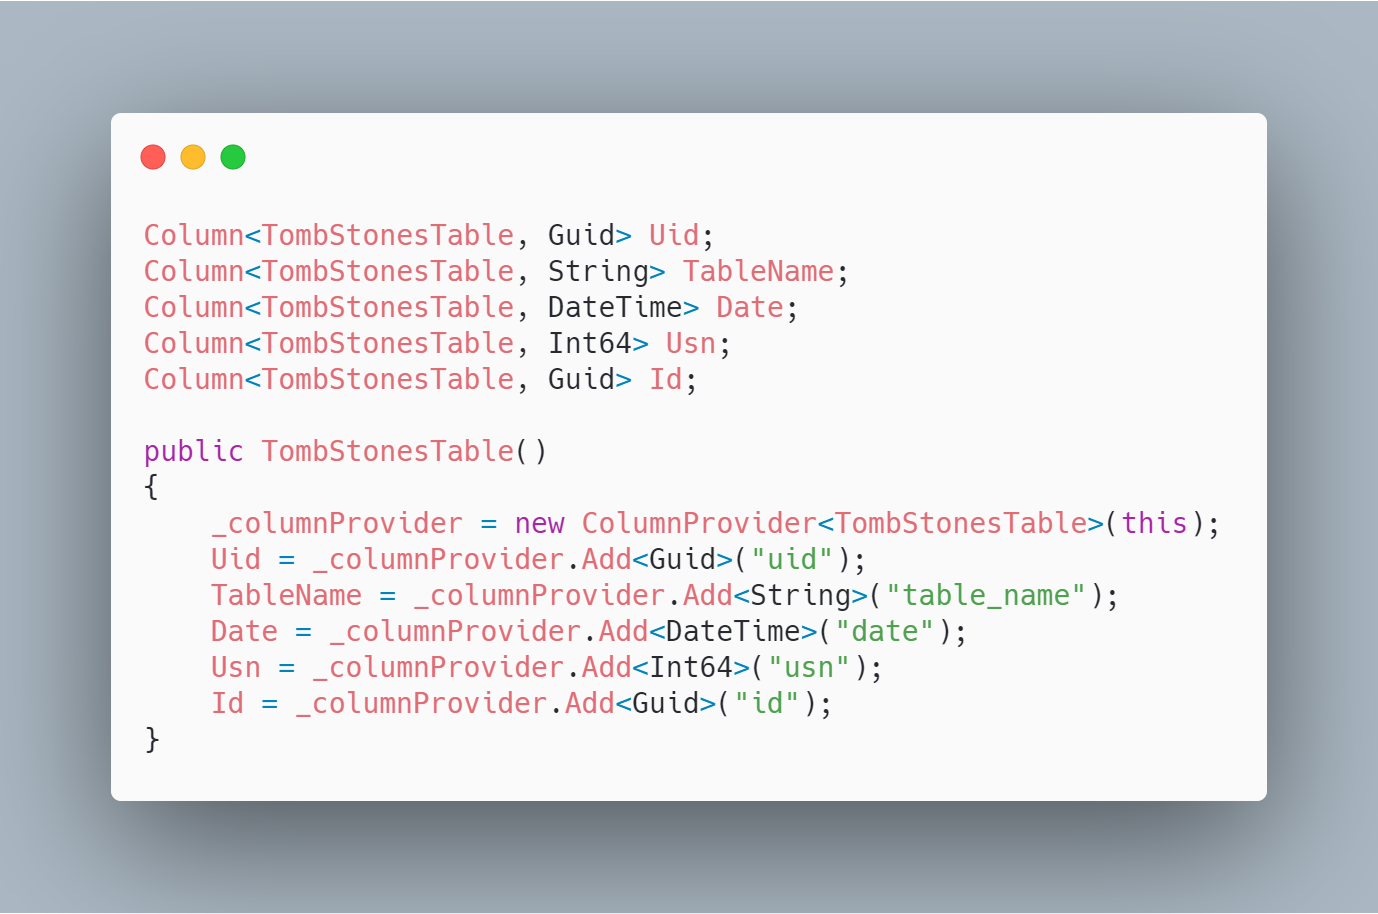 Column<TombStonesTable, Guid> Uid;
Column<TombStonesTable, String> TableName;
Column<TombStonesTable, DateTime> Date;
Column<TombStonesTable, Int64> Usn;
Column<TombStonesTable, Guid> Id;

public TombStonesTable()
{
    _columnProvider = new ColumnProvider<TombStonesTable>(this);
    Uid = _columnProvider.Add<Guid>("uid");
    TableName = _columnProvider.Add<String>("table_name");
    Date = _columnProvider.Add<DateTime>("date");
    Usn = _columnProvider.Add<Int64>("usn");
    Id = _columnProvider.Add<Guid>("id");
}